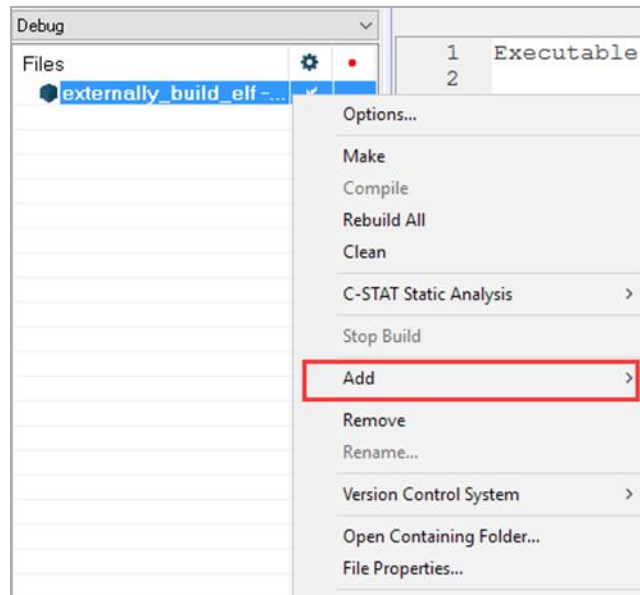 Debug
Files
1 Executable
2
externally_build_elf -...
Options...
Make
Compile
Rebuild All
Clean
C-STAT Static Analysis
Stop Build
Add
Remove
Rename...
Version Control System
Open Containing Folder...
File Properties...